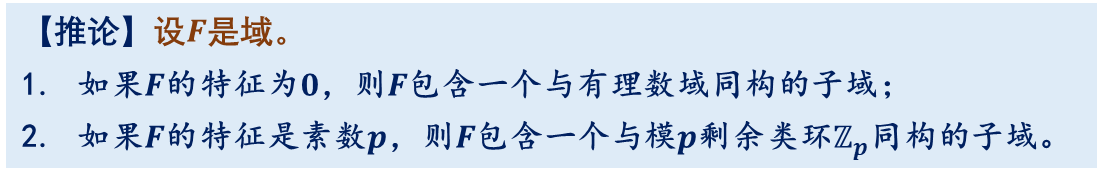 【推论】设F是域。
1. 如果F的特征为0，则F包含一个与有理数域同构的子域；
2. 如果F的特征是素数p，则F包含一个与模p剩余类环ℤₚ同构的子域。